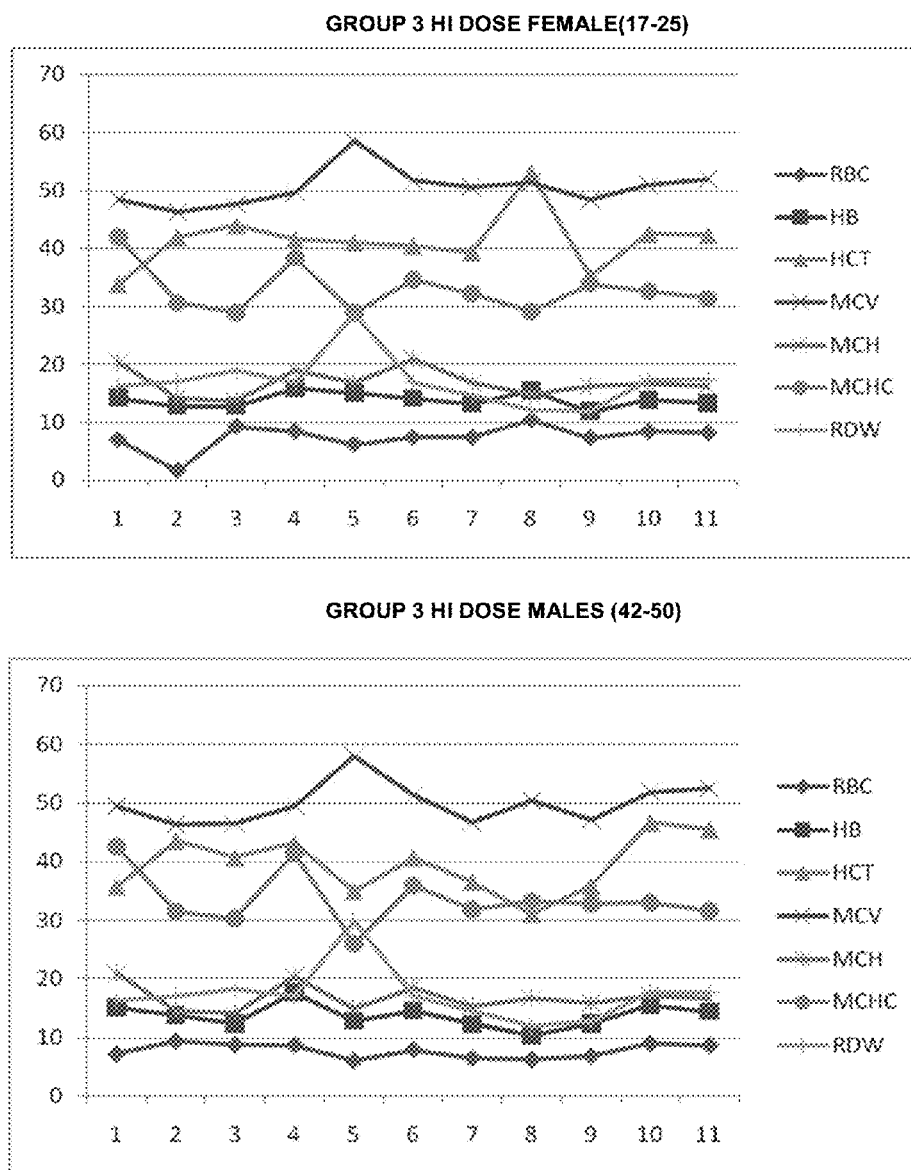 GROUP 3 HI DOSE FEMALE(17-25)
70
60
50
40
30
20
10
0
1 2 3 4 5 6 7 8 9 10 11
RBC
HB
HCT
MCV
MCH
MCHC
RDW
GROUP 3 HI DOSE MALES (42-50)
70
60
50
40
30
20
10
0
1 2 3 4 5 6 7 8 9 10 11
RBC
HB
HCT
MCV
MCH
MCHC
RDW